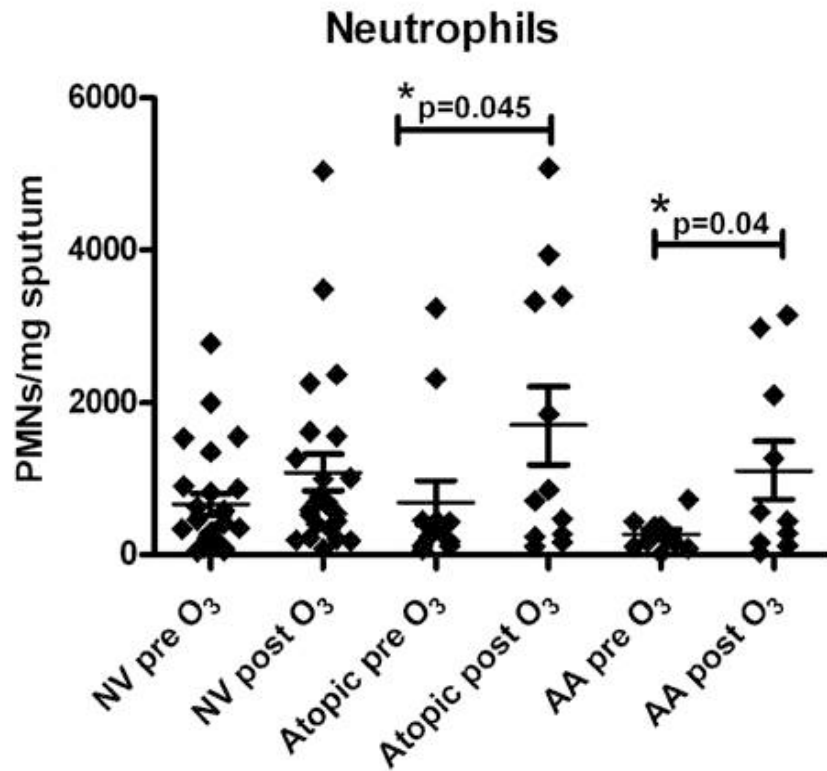 Neutrophils
PMNs/mg sputum
6000
4000
2000
0
* p=0.045
* p=0.04
NV pre O₃
NV post O₃
Atopic pre O₃
Atopic post O₃
AA pre O₃
AA post O₃